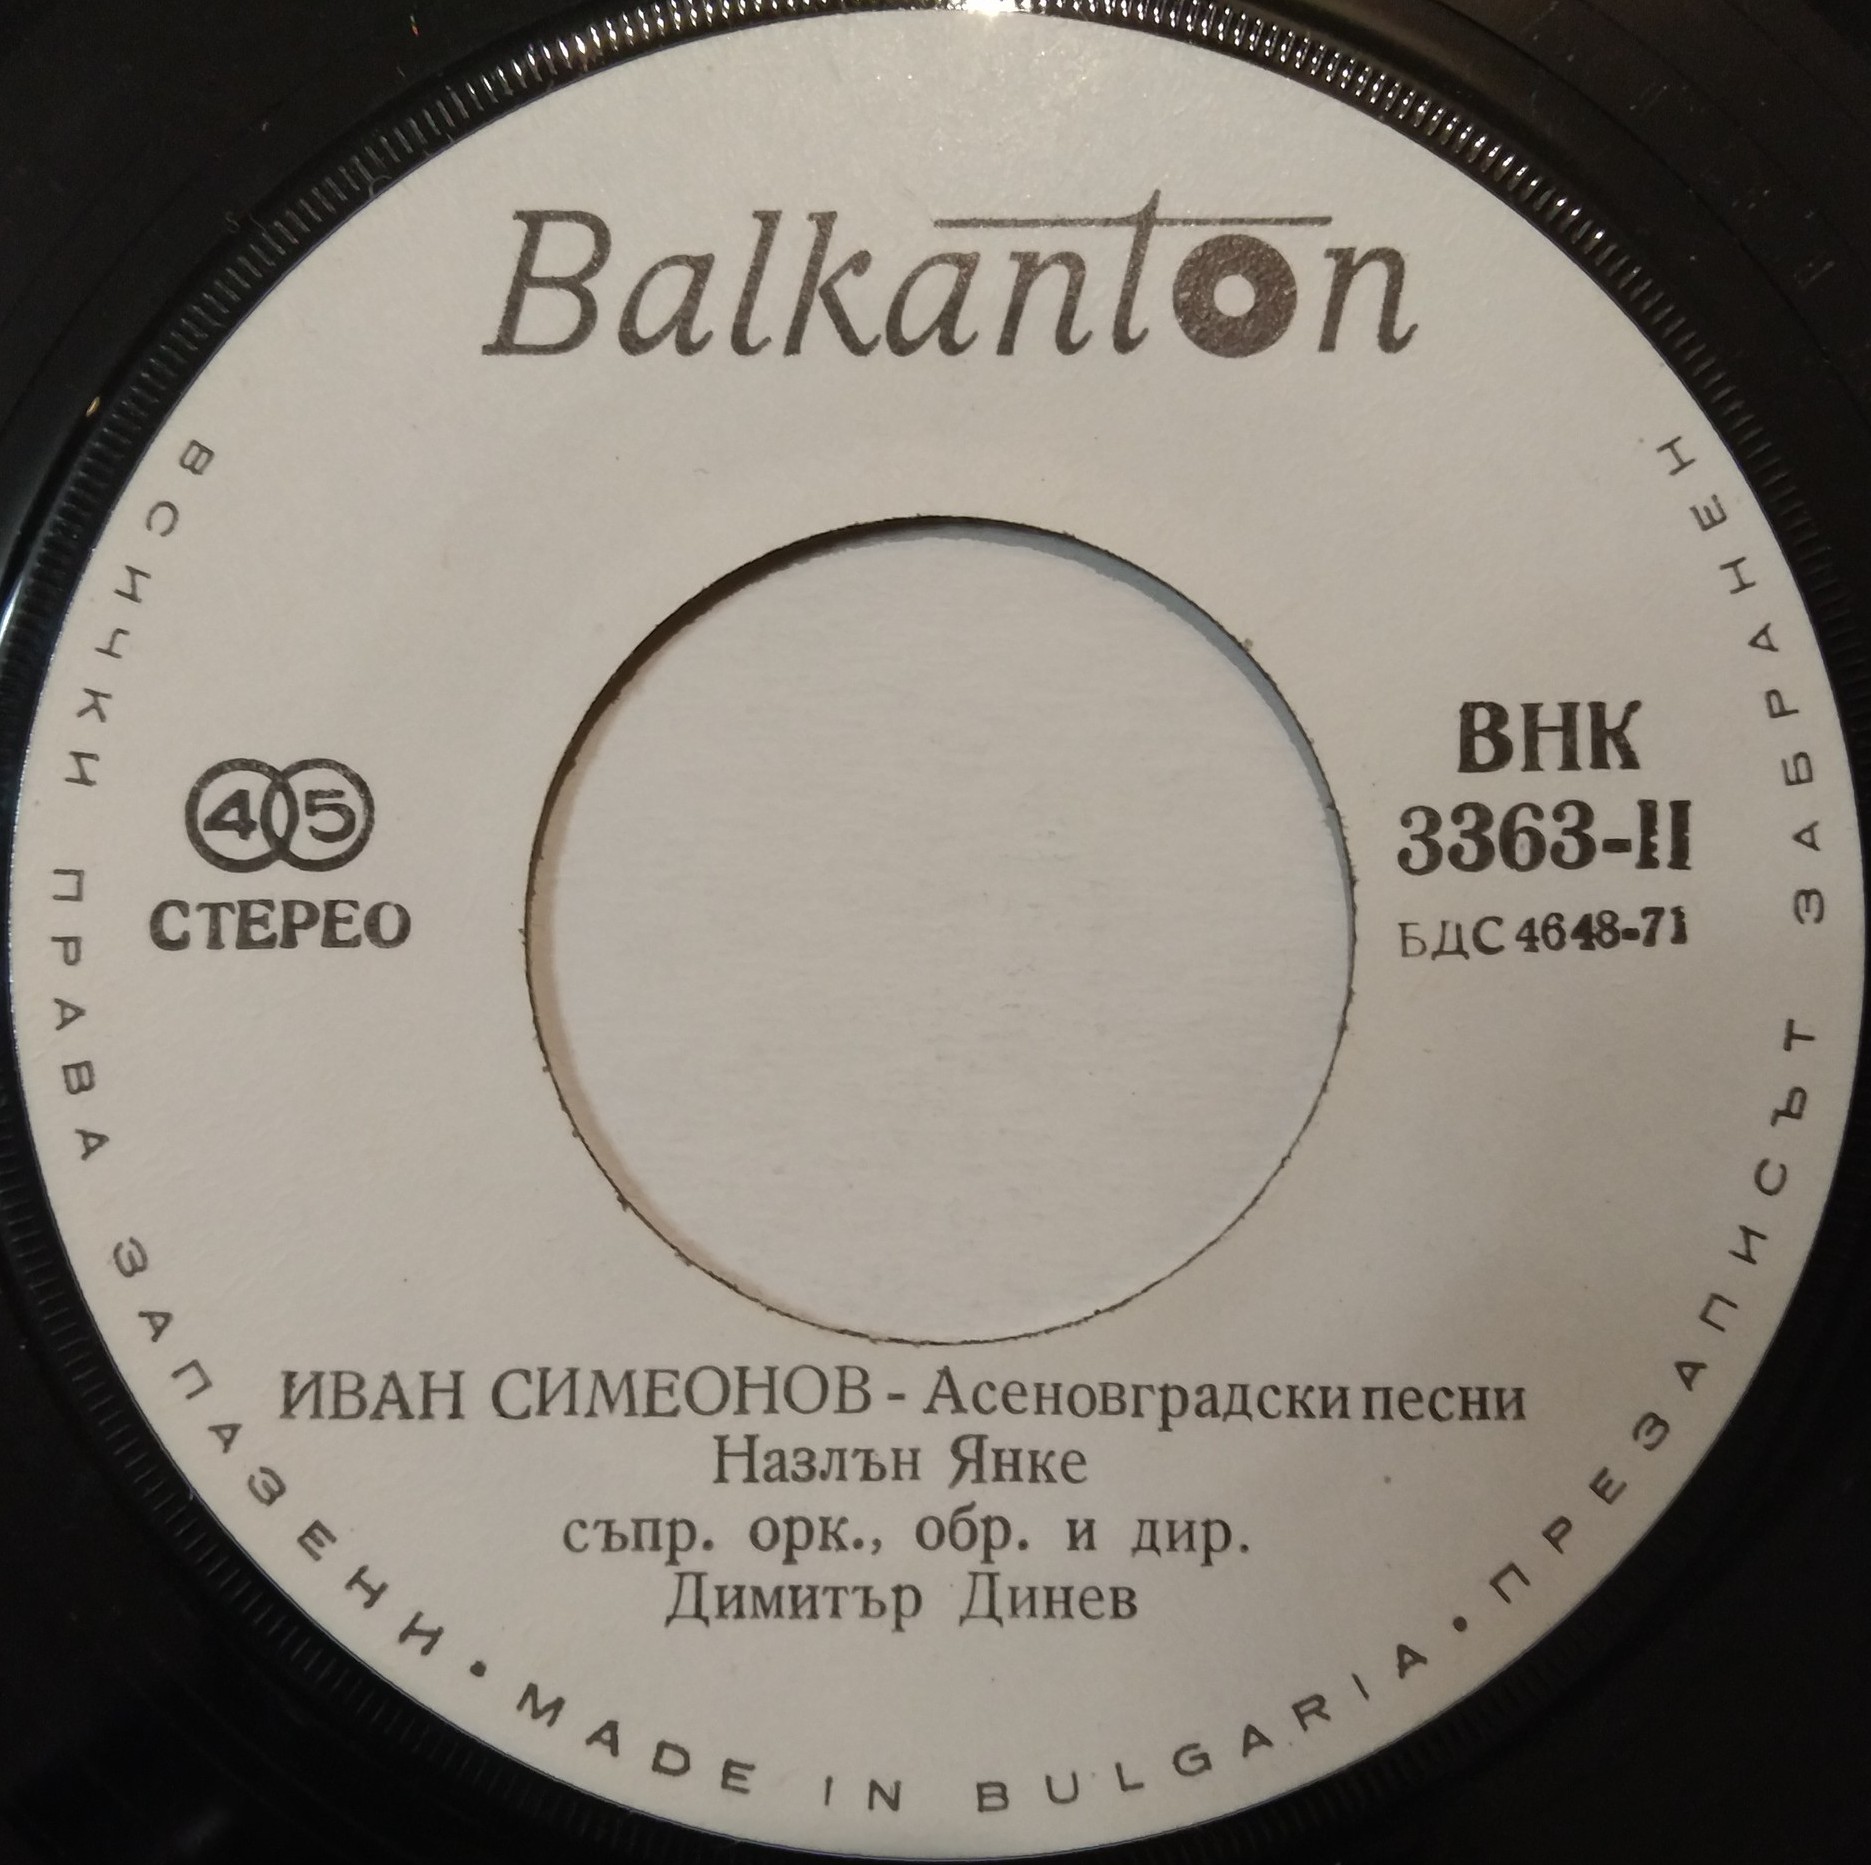 Balkanton
45
СТЕРЕО
ВНК
3363-II
БДС 4648-71
ИВАН СИМЕОНОВ - Асеновградски песни
Назлън Янке
съпр. орк., обр. и дир.
Димитър Динев
ВСИЧКИ ПРАВА ЗАПАЗЕНИ • MADE IN BULGARIA • ПРЕЗАПИСЪТ ЗАБРАНЕН